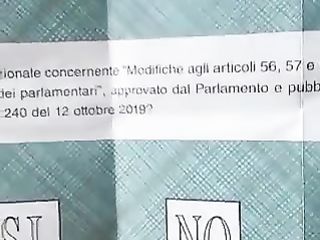 zionale concernente "Modifiche agli articoli 56, 57 e
dei parlamentari", approvato dal Parlamento e pubb
240 del 12 ottobre 2019?
SI NO